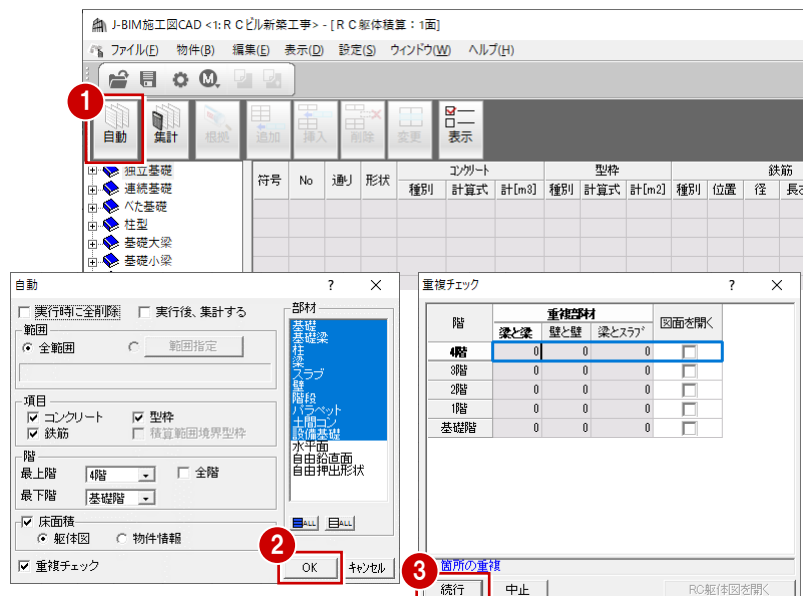 J-BIM施工図CAD <1:ＲＣビル新築工事> - [ＲＣ躯体積算：1面]
ファイル(F) 物件(B) 編集(E) 表示(D) 設定(S) ウィンドウ(W) ヘルプ(H)
M
1
自動 集計 根拠 追加 挿入 削除 変更 表示
独立基礎
連続基礎
べた基礎
柱型
基礎大梁
基礎小梁
符号 No 通り 形状 コンクリート 型枠 鉄筋
種別 計算式 計[m3] 種別 計算式 計[m2] 種別 位置 径 長さ
自動 ? ×
実行時に全削除 実行後、集計する
範囲
全範囲 範囲指定
項目
コンクリート 型枠
鉄筋 積算範囲境界型枠
階
最上階 4階 全階
最下階 基礎階
床面積
躯体図 物件情報
重複チェック
部材
基礎
基礎梁
柱
梁
スラブ
壁
階段
パラペット
土間コン
設備基礎
水平面
自由鉛直面
自由押出形状
ALL ALL
2
OK キャンセル
重複チェック ? ×
階 重複部材 図面を開く
梁と梁 壁と壁 梁とスラブ
4階 0 0 0
3階 0 0 0
2階 0 0 0
1階 0 0 0
基礎階 0 0 0
箇所の重複
3
続行 中止 RC躯体図を開く